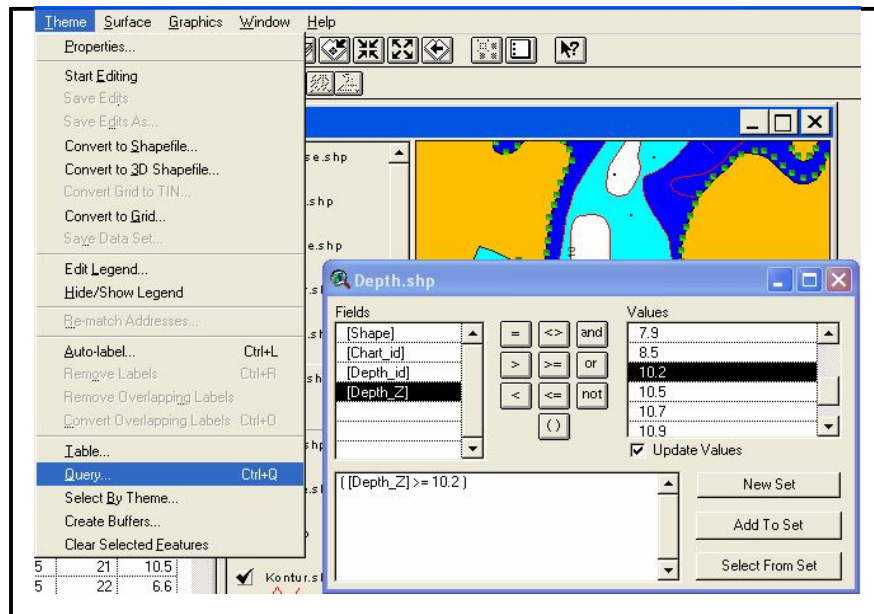 Theme Surface Graphics Window Help
Properties...
Start Editing
Save Edits
Save Edits As...
Convert to Shapefile...
Convert to 3D Shapefile...
Convert Grid to TIN...
Convert to Grid...
Save Data Set...
Edit Legend...
Hide/Show Legend
Re-match Addresses...
Auto-label... Ctrl+L
Remove Labels Ctrl+R
Remove Overlapping Labels
Convert Overlapping Labels Ctrl+O
Table...
Query... Ctrl+Q
Select By Theme...
Create Buffers...
Clear Selected Features
se.shp
.shp
e.shp
Depth.shp
Fields
[Shape]
[Chart_id]
[Depth_id]
[Depth_Z]
= <> and
> >= or
< <= not
( )
Values
7.9
8.5
10.2
10.5
10.7
10.9
Update Values
( [Depth_Z] >= 10.2 )
New Set
Add To Set
Select From Set
5 21 10.5
5 22 6.6
Kontur.s